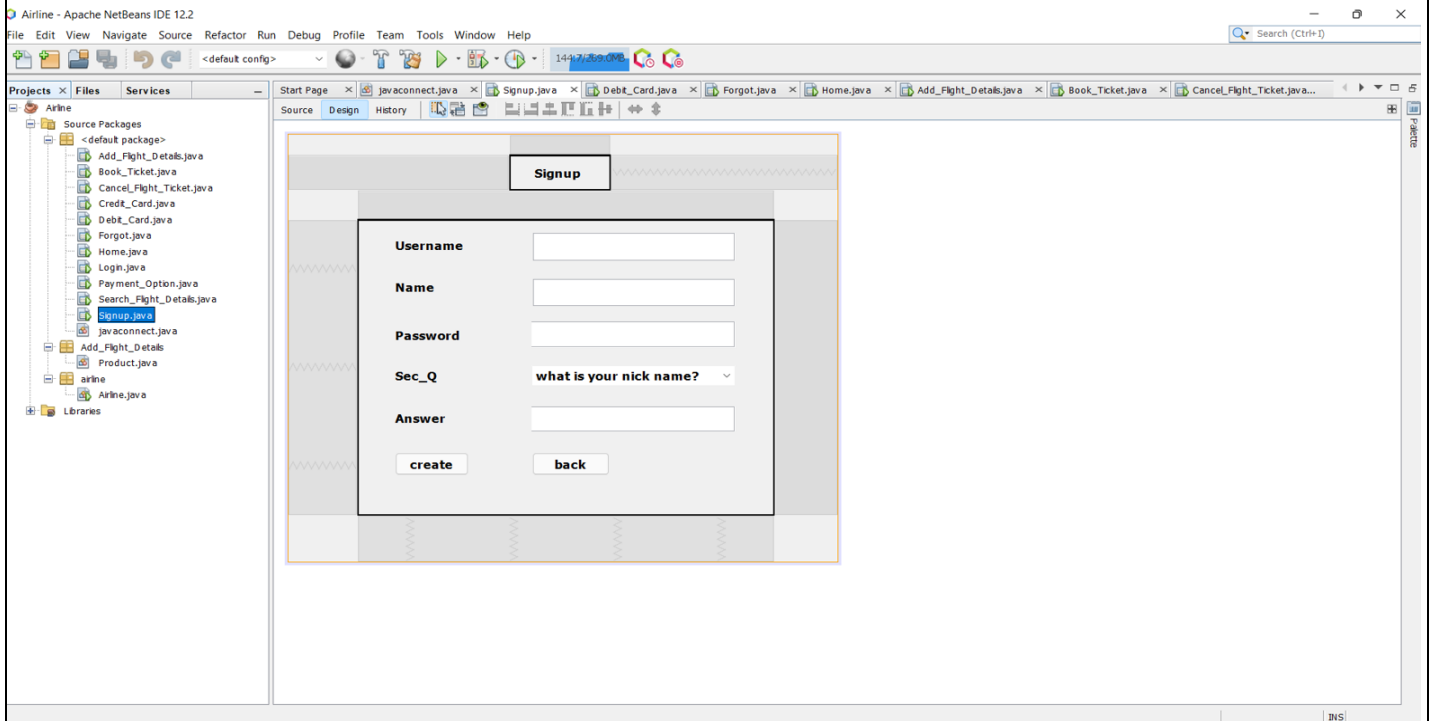 Airline - Apache NetBeans IDE 12.2
File Edit View Navigate Source Refactor Run Debug Profile Team Tools Window Help
Search (Ctrl+I)
<default config>
144.7/269.0MB
Projects Files Services
Start Page javaconnect.java Signup.java Debit_Card.java Forgot.java Home.java Add_Flight_Details.java Book_Ticket.java Cancel_Flight_Ticket.java...
Source Design History
Palette
Airline
Source Packages
<default package>
Add_Flight_Details.java
Book_Ticket.java
Cancel_Flight_Ticket.java
Credit_Card.java
Debit_Card.java
Forgot.java
Home.java
Login.java
Payment_Option.java
Search_Flight_Details.java
Signup.java
javaconnect.java
Add_Flight_Details
Product.java
airline
Airline.java
Libraries
Signup
Username
Name
Password
Sec_Q what is your nick name?
Answer
create back
INS